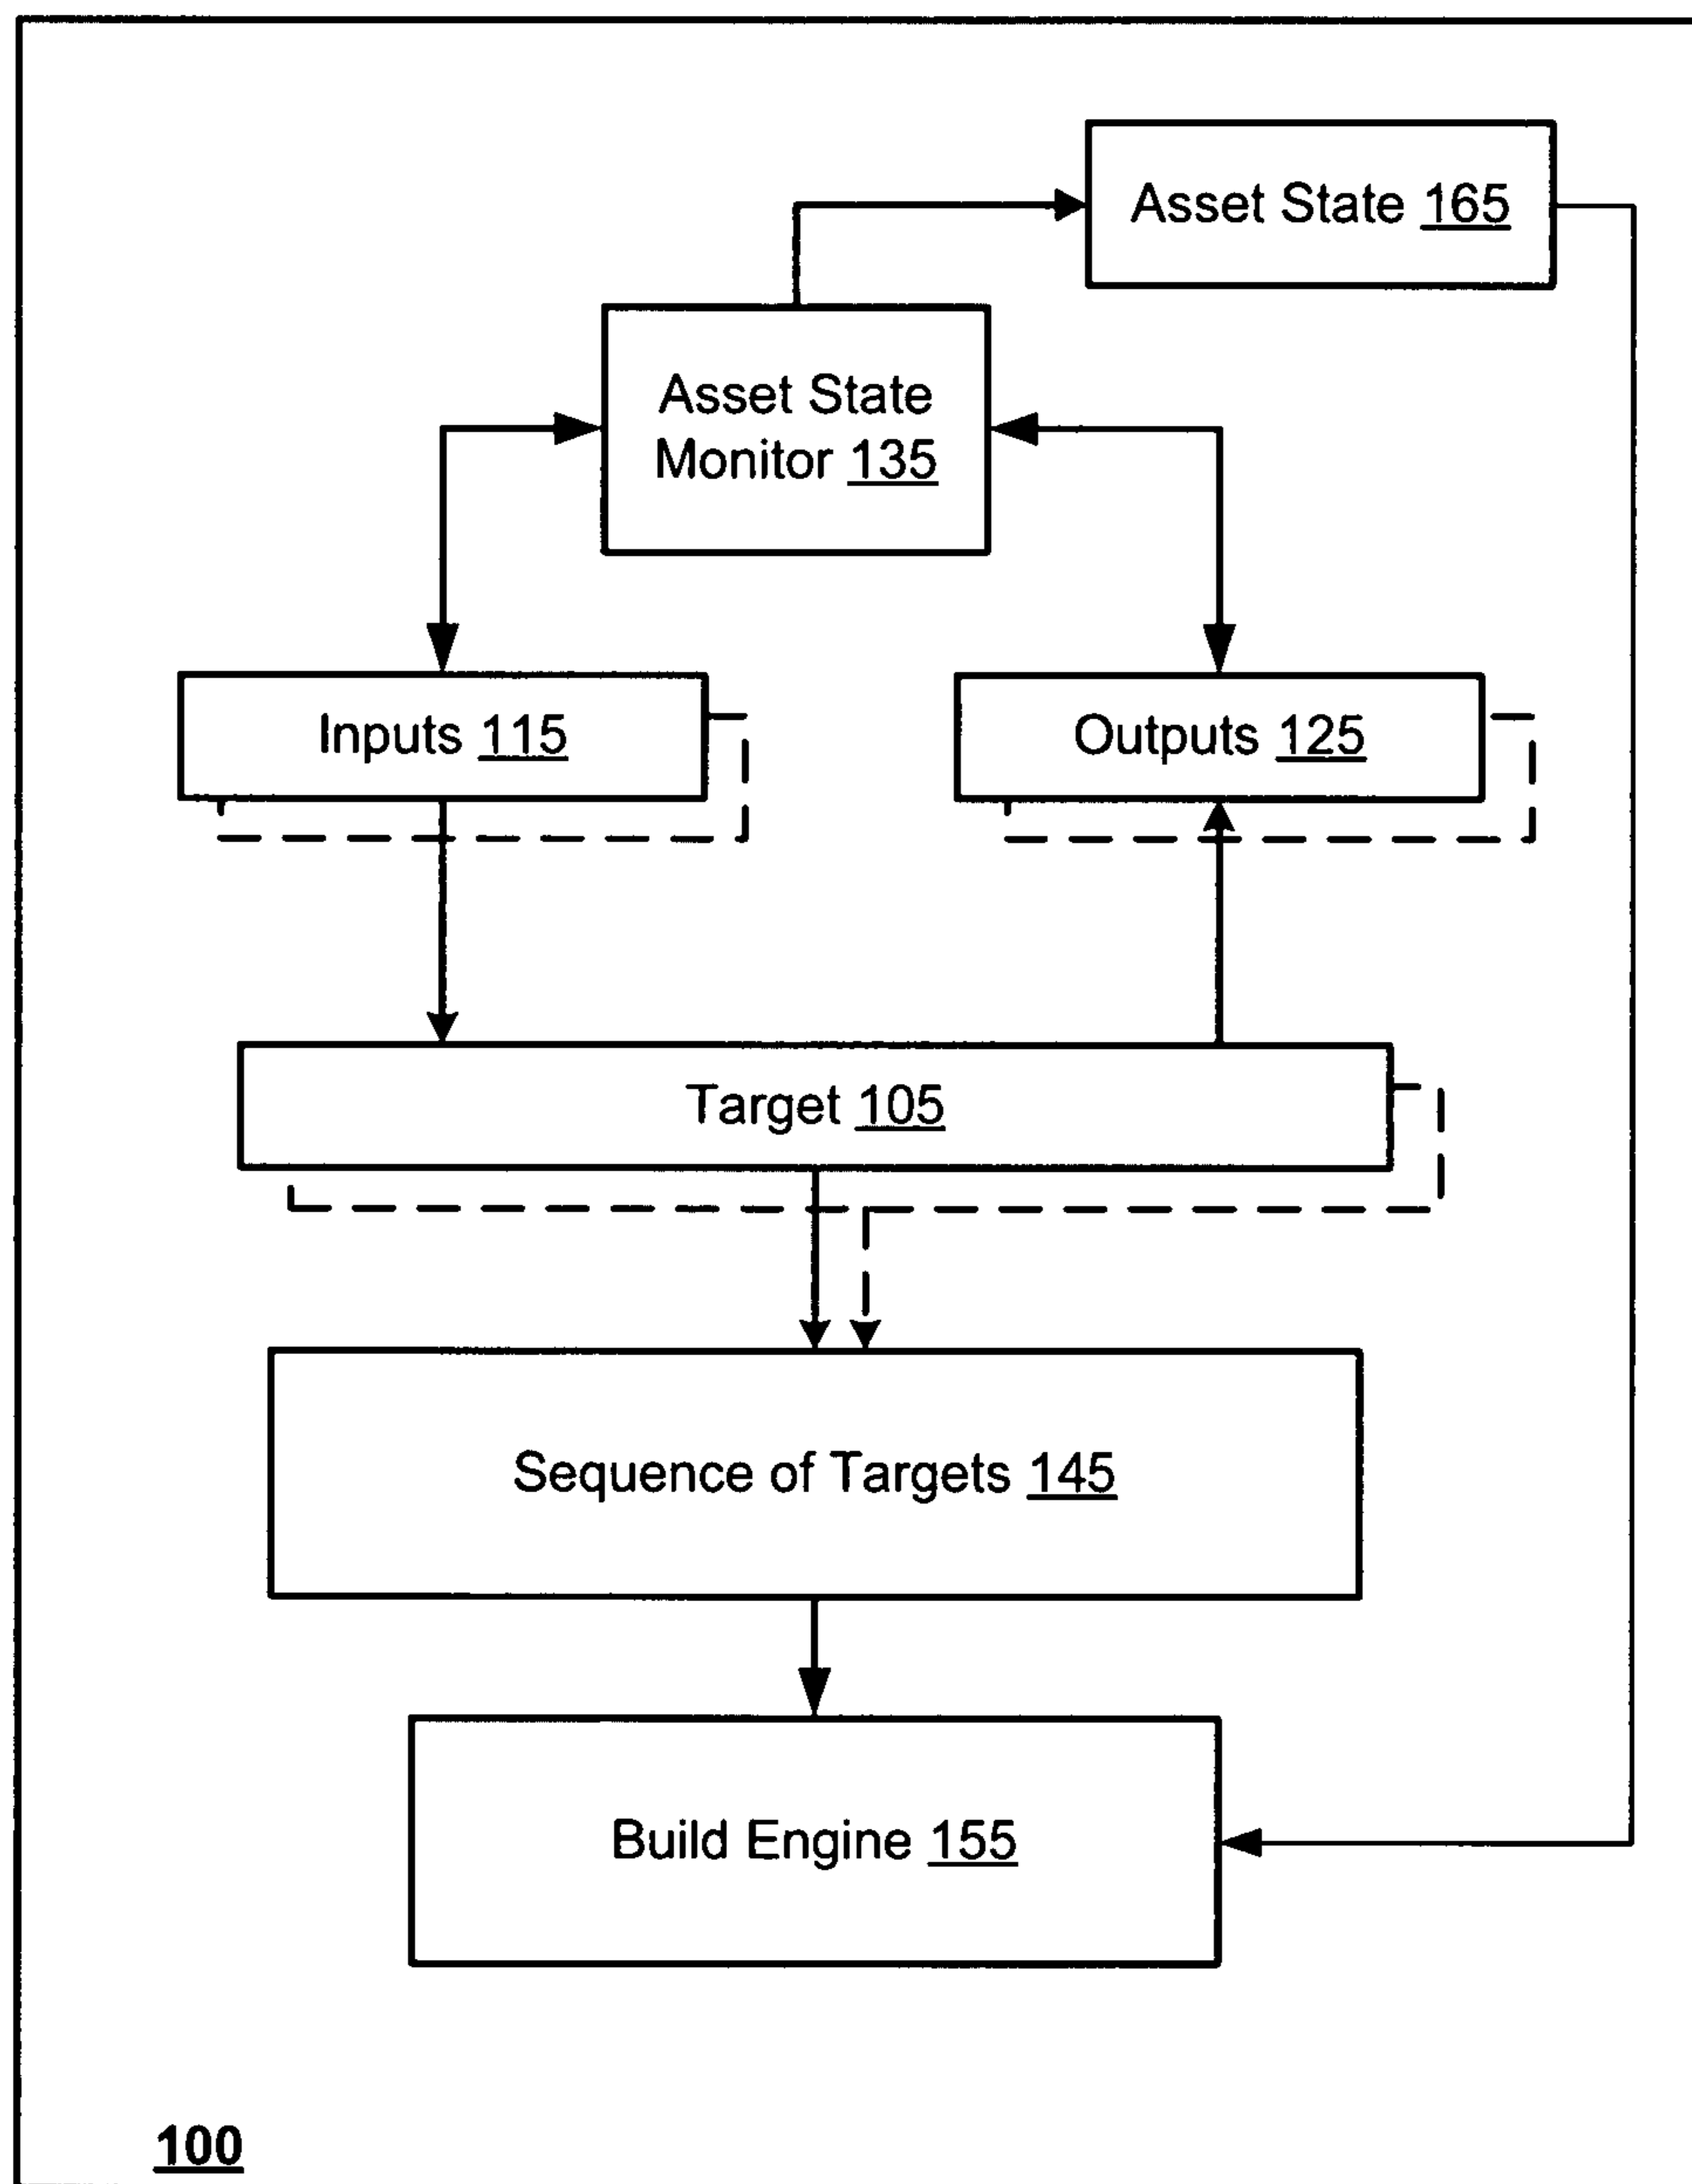 Asset State 165
Asset State
Monitor 135
Inputs 115
Outputs 125
Target 105
Sequence of Targets 145
Build Engine 155
100